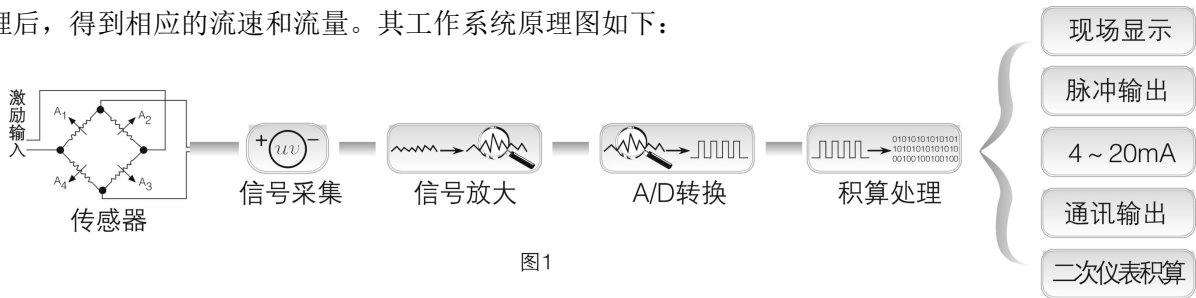 理后，得到相应的流速和流量。其工作系统原理图如下：
激励输入
A1
A2
A4
A3
传感器
+ uv −
信号采集
信号放大
A/D转换
010101010101
101010101010
00100100100100
积算处理
现场显示
脉冲输出
4～20mA
通讯输出
二次仪表积算
图1